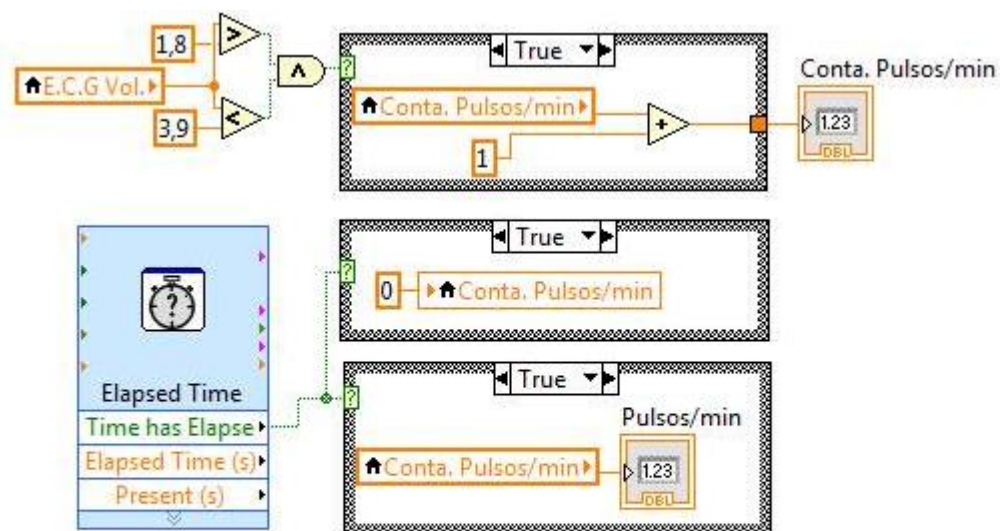 1,8
>
E.C.G Vol.
<
3,9
∧
?
True
Conta. Pulsos/min
1
+
Conta. Pulsos/min
1.23
DBL
?
Elapsed Time
Time has Elapse
Elapsed Time (s)
Present (s)
?
True
0
Conta. Pulsos/min
?
True
Conta. Pulsos/min
Pulsos/min
1.23
DBL